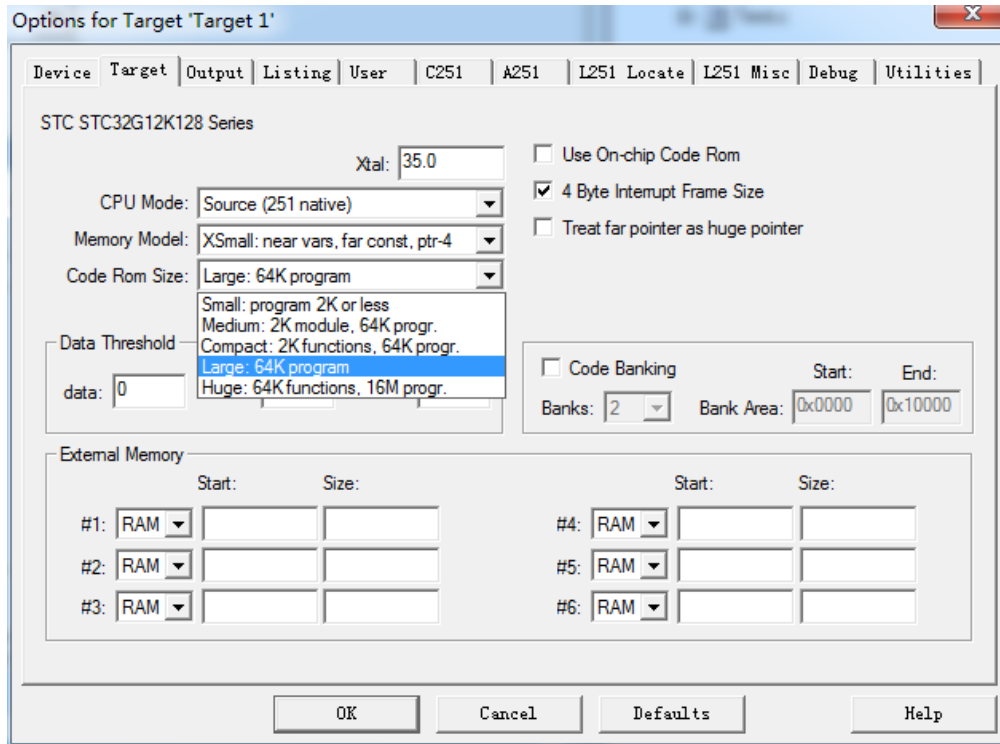 Options for Target 'Target 1'
Device Target Output Listing User C251 A251 L251 Locate L251 Misc Debug Utilities
STC STC32G12K128 Series
Xtal: 35.0
Use On-chip Code Rom
CPU Mode: Source (251 native)
4 Byte Interrupt Frame Size
Memory Model: XSmall: near vars, far const, ptr-4
Treat far pointer as huge pointer
Code Rom Size: Large: 64K program
Small: program 2K or less
Medium: 2K module, 64K progr.
Compact: 2K functions, 64K progr.
Large: 64K program
Huge: 64K functions, 16M progr.
Data Threshold
data: 0
Code Banking Start: End:
Banks: 2 Bank Area: 0x0000 0x10000
External Memory
Start: Size: Start: Size:
#1: RAM #4: RAM
#2: RAM #5: RAM
#3: RAM #6: RAM
OK Cancel Defaults Help